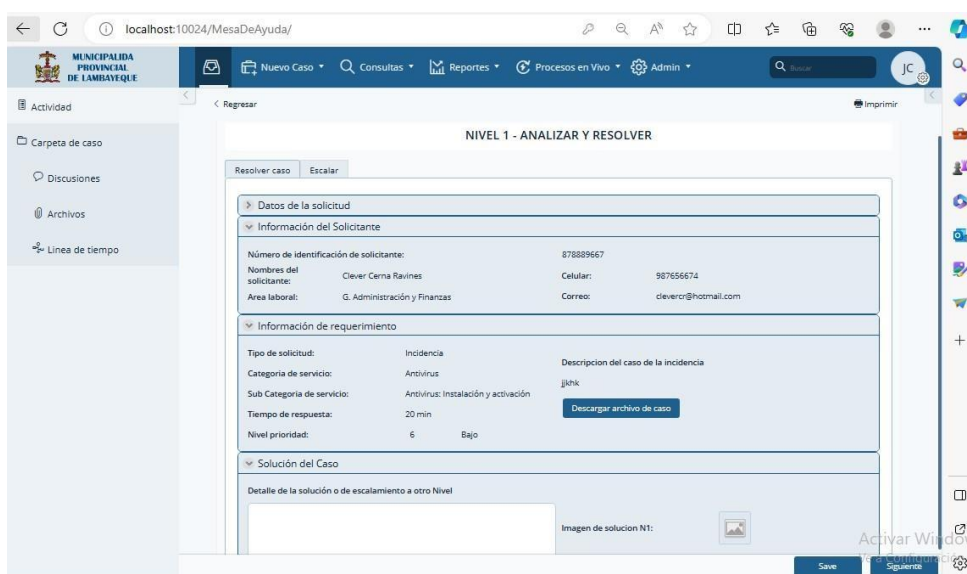 localhost:10024/MesaDeAyuda/
MUNICIPALIDA
PROVINCIAL
DE LAMBAYEQUE
Nuevo Caso Consultas Reportes Procesos en Vivo Admin Buscar JC
Actividad
Carpeta de caso
Discusiones
Archivos
Linea de tiempo
Regresar Imprimir
NIVEL 1 - ANALIZAR Y RESOLVER
Resolver caso Escalar
Datos de la solicitud
Información del Solicitante
Número de identificación de solicitante: 878889667
Nombres del solicitante: Clever Cerna Ravines Celular: 987656674
Area laboral: G. Administración y Finanzas Correo: clevercr@hotmail.com
Información de requerimiento
Tipo de solicitud: Incidencia
Categoria de servicio: Antivirus
Sub Categoria de servicio: Antivirus: Instalación y activación
Tiempo de respuesta: 20 min
Nivel prioridad: 6 Bajo
Descripcion del caso de la incidencia
jjkhk
Descargar archivo de caso
Solución del Caso
Detalle de la solución o de escalamiento a otro Nivel
Imagen de solucion N1:
Activar Window
Save Siguiente